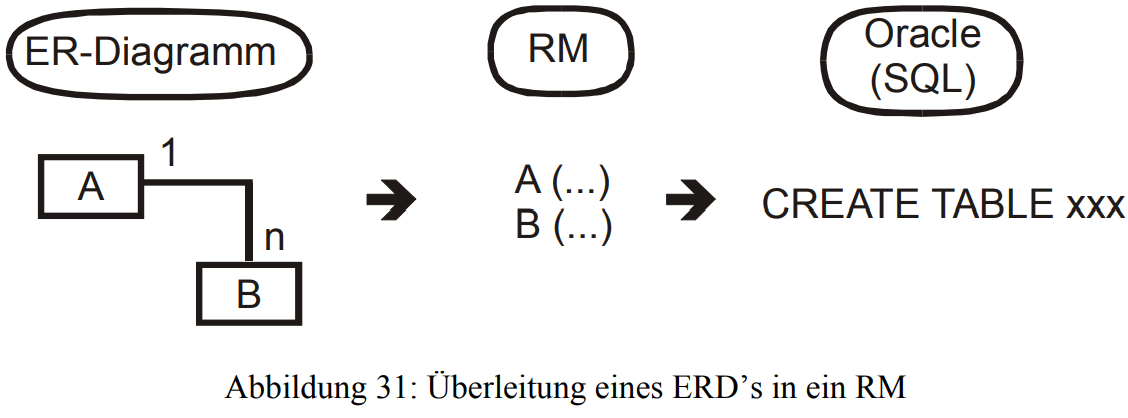 ER-Diagramm
RM
Oracle
(SQL)
1
A
n
B
A (...)
B (...)
CREATE TABLE xxx
Abbildung 31: Überleitung eines ERD’s in ein RM